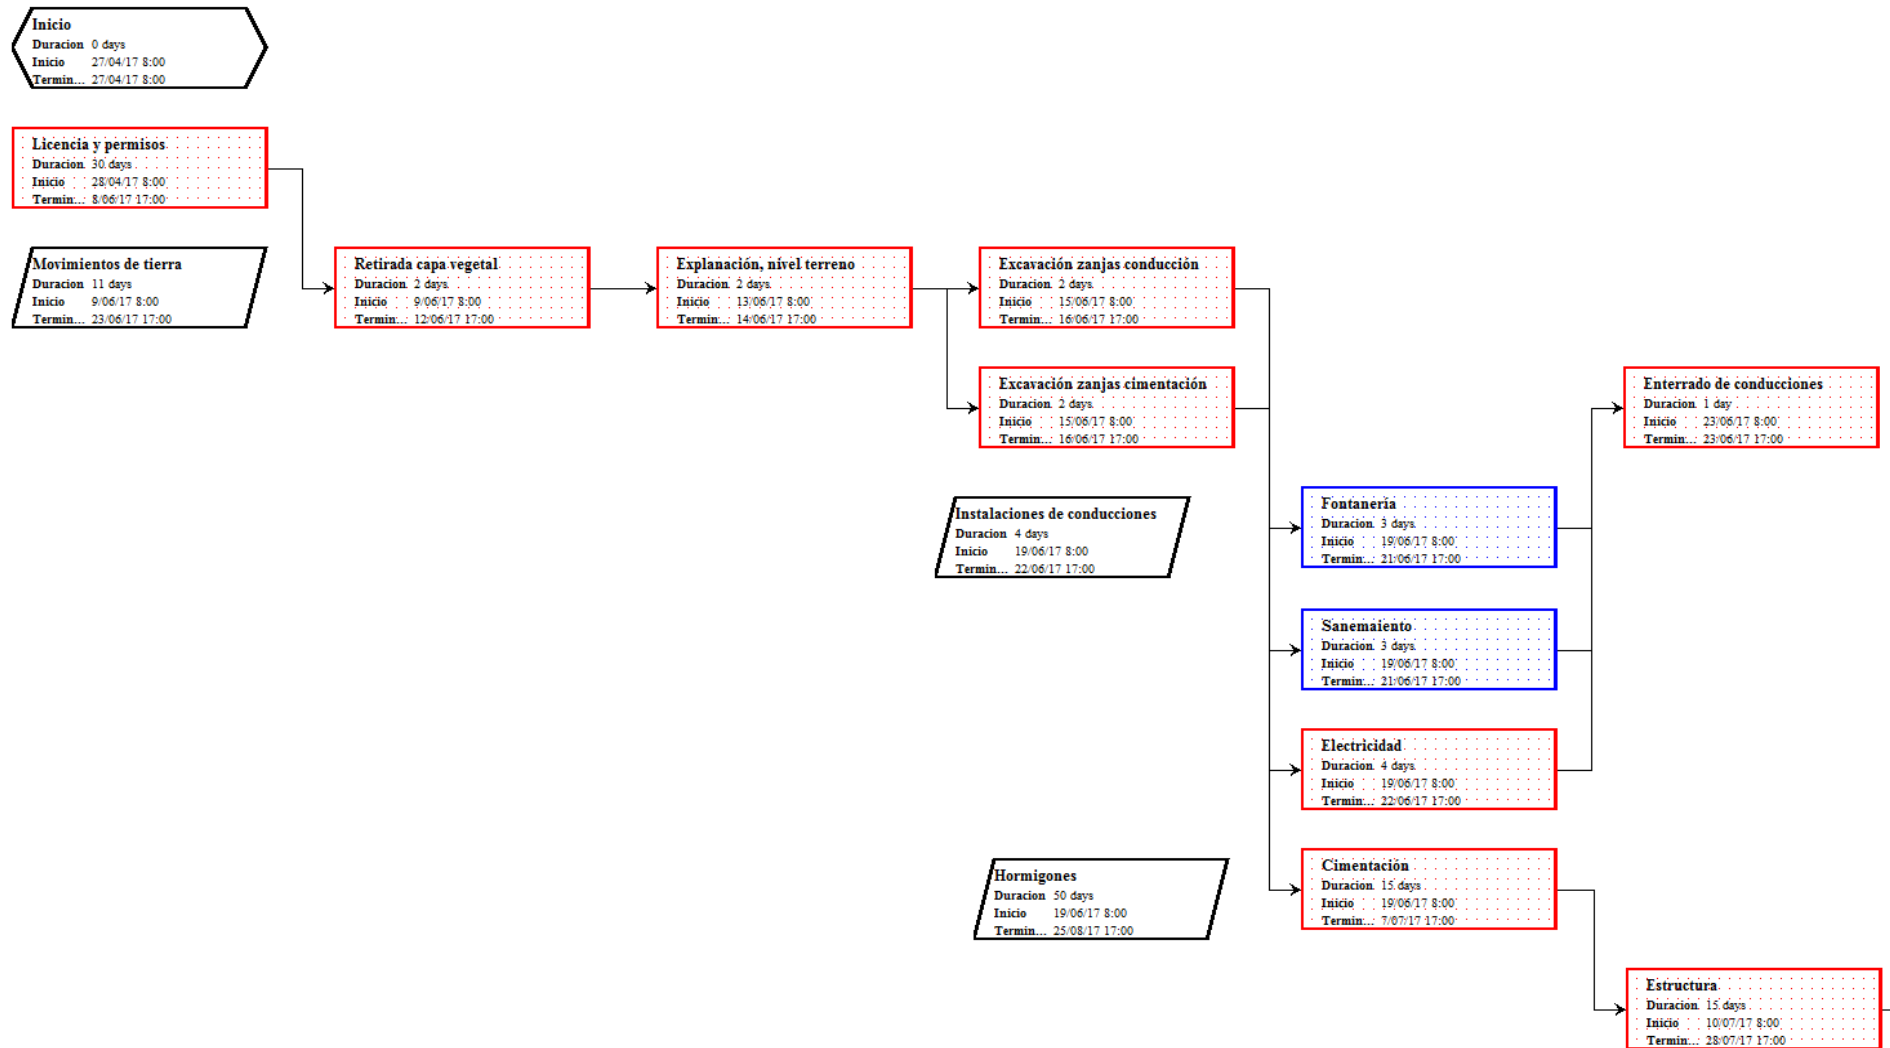 Inicio
Duracion 0 days
Inicio 27/04/17 8:00
Termin... 27/04/17 8:00
Licencia y permisos
Duracion 30 days
Inicio 28/04/17 8:00
Termin... 8/06/17 17:00
Movimientos de tierra
Duracion 11 days
Inicio 9/06/17 8:00
Termin... 23/06/17 17:00
Retirada capa vegetal
Duracion 2 days
Inicio 9/06/17 8:00
Termin... 12/06/17 17:00
Explanación, nivel terreno
Duracion 2 days
Inicio 13/06/17 8:00
Termin... 14/06/17 17:00
Excavación zanjas conducción
Duracion 2 days
Inicio 15/06/17 8:00
Termin... 16/06/17 17:00
Excavación zanjas cimentación
Duracion 2 days
Inicio 15/06/17 8:00
Termin... 16/06/17 17:00
Enterrado de conducciones
Duracion 1 day
Inicio 23/06/17 8:00
Termin... 23/06/17 17:00
Instalaciones de conducciones
Duracion 4 days
Inicio 19/06/17 8:00
Termin... 22/06/17 17:00
Fontanería
Duracion 3 days
Inicio 19/06/17 8:00
Termin... 21/06/17 17:00
Sanemaiento
Duracion 3 days
Inicio 19/06/17 8:00
Termin... 21/06/17 17:00
Electricidad
Duracion 4 days
Inicio 19/06/17 8:00
Termin... 22/06/17 17:00
Hormigones
Duracion 50 days
Inicio 19/06/17 8:00
Termin... 25/08/17 17:00
Cimentación
Duracion 15 days
Inicio 19/06/17 8:00
Termin... 7/07/17 17:00
Estructura
Duracion 15 days
Inicio 10/07/17 8:00
Termin... 28/07/17 17:00